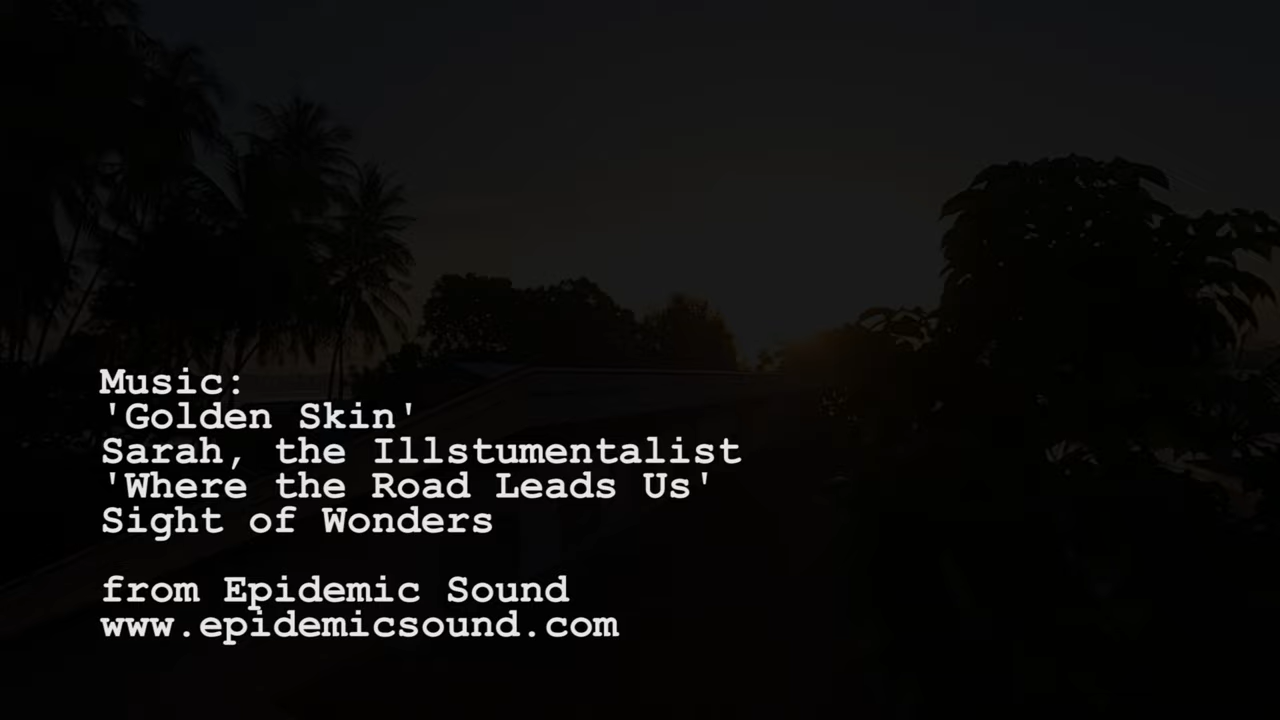 Music:
'Golden Skin'
Sarah, the Illstumentalist
'Where the Road Leads Us'
Sight of Wonders
from Epidemic Sound
www.epidemicsound.com